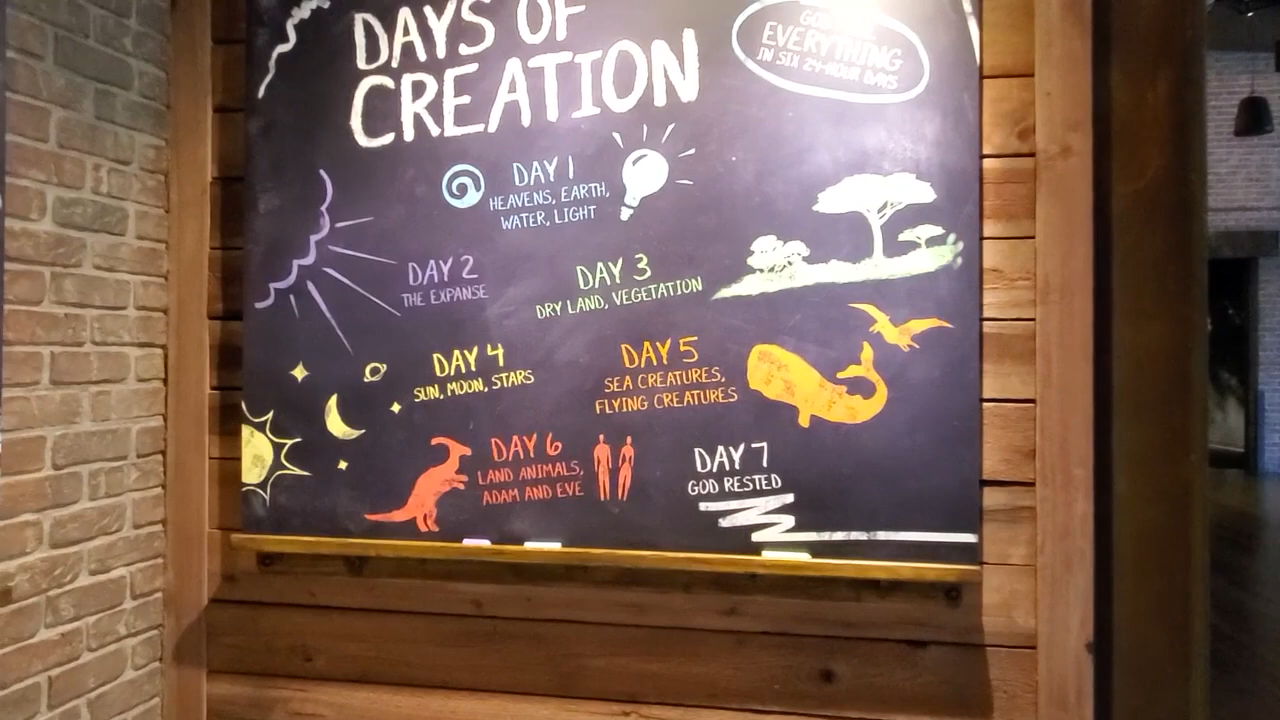 DAYS OF
CREATION
EVERYTHING
IN SIX 24-HOUR DAYS
DAY 1
HEAVENS, EARTH,
WATER, LIGHT
DAY 2
THE EXPANSE
DAY 3
DRY LAND, VEGETATION
DAY 4
SUN, MOON, STARS
DAY 5
SEA CREATURES,
FLYING CREATURES
DAY 6
LAND ANIMALS,
ADAM AND EVE
DAY 7
GOD RESTED